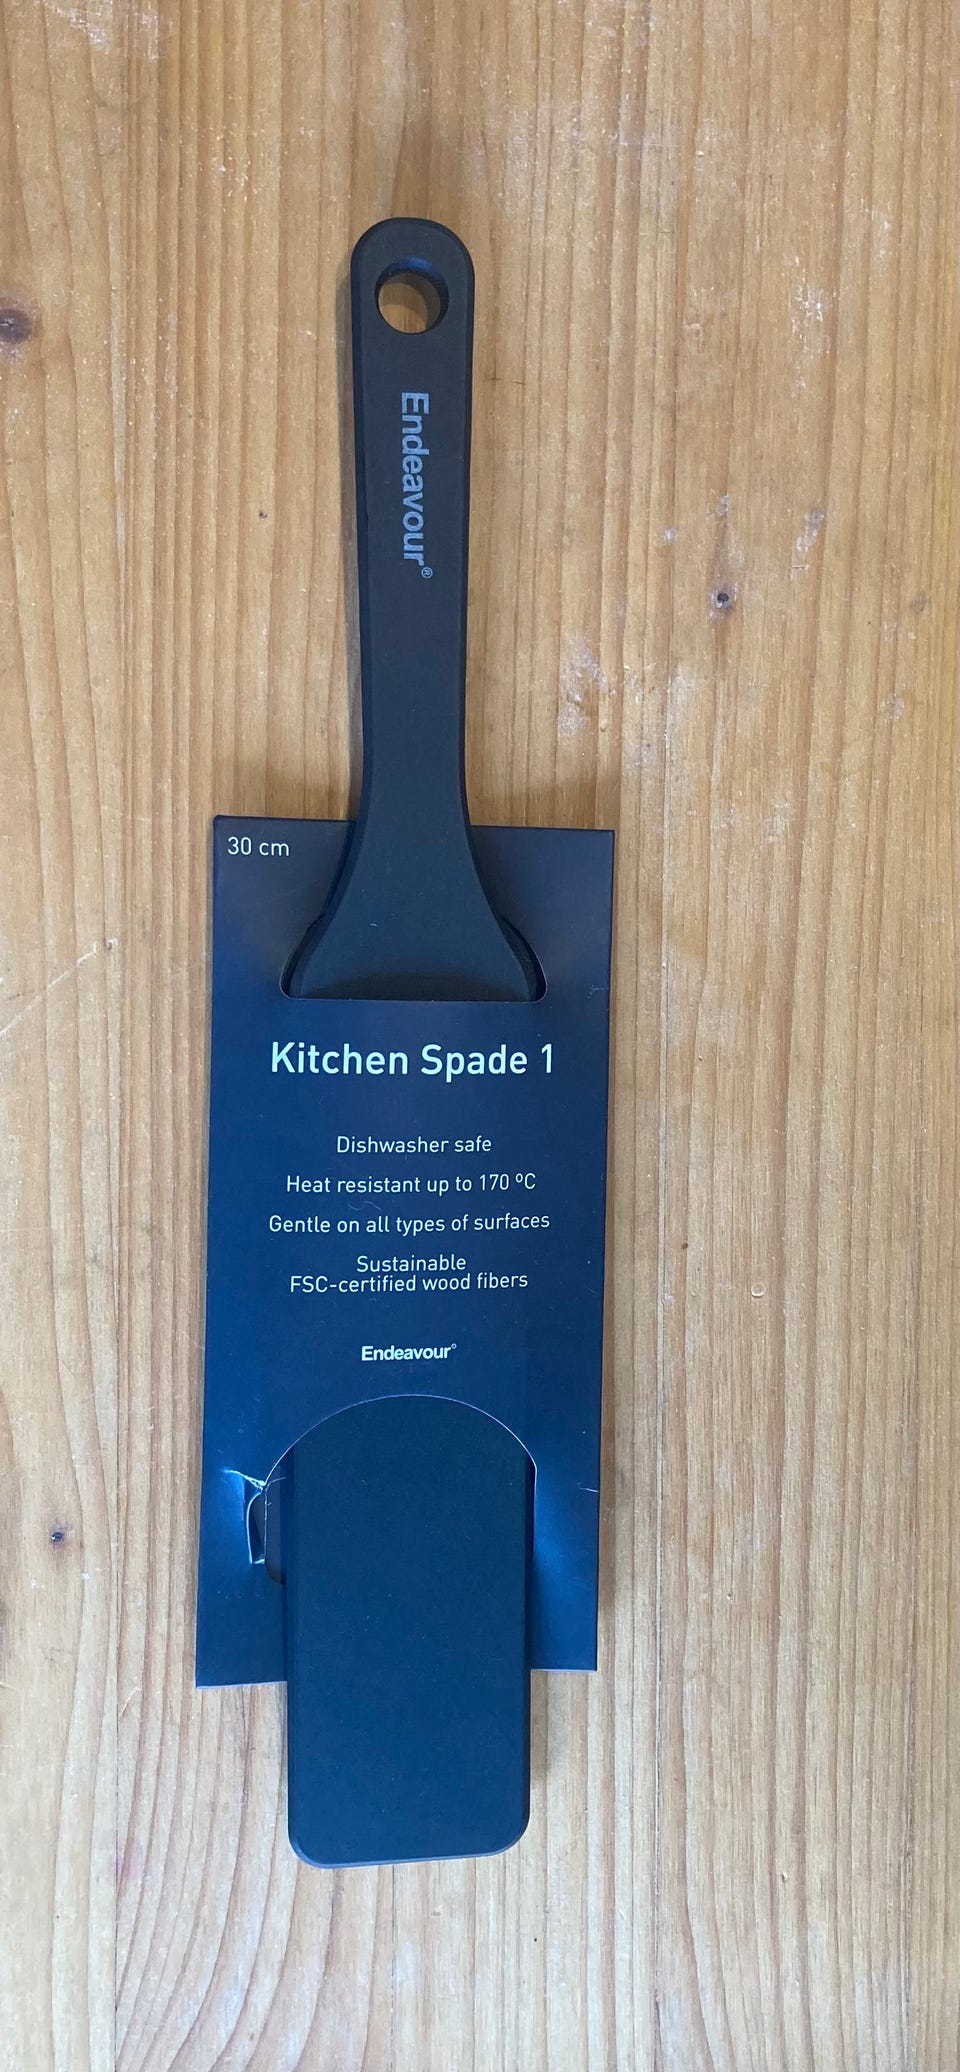 Endeavour®
30 cm
Kitchen Spade 1
Dishwasher safe
Heat resistant up to 170 ºC
Gentle on all types of surfaces
Sustainable
FSC-certified wood fibers
Endeavour®